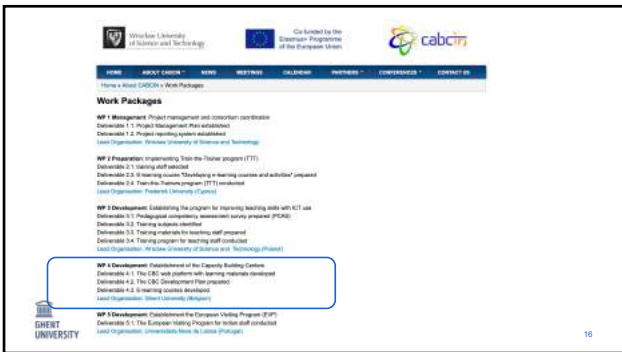 Wrocław University
of Science and Technology
Co-funded by the
Erasmus+ Programme
of the European Union
cabcin
HOME ABOUT CABCIN NEWS MEETINGS CALENDAR PARTNERS CONFERENCES CONTACT US
Home » About CABCIN » Work Packages
Work Packages
WP 1 Management: Project management and consortium coordination
Deliverable 1.1. Project Management Plan established
Deliverable 1.2. Project reporting system established
Lead Organisation: Wroclaw University of Science and Technology
WP 2 Preparation: Implementing Train-the-Trainer program (TTT)
Deliverable 2.1. training staff selected
Deliverable 2.3. E-learning course "Developing e-learning courses and activities" prepared
Deliverable 2.4. Train-the-Trainers program (TTT) conducted
Lead Organisation: Frederick University (Cyprus)
WP 3 Development: Establishing the program for improving teaching skills with ICT use
Deliverable 3.1. Pedagogical competency assessment survey prepared (PCAS)
Deliverable 3.2. Training subjects identified
Deliverable 3.3. Training materials for teaching staff prepared
Deliverable 3.4. Training program for teaching staff conducted
Lead Organisation: Wroclaw University of Science and Technology (Poland)
WP 4 Development: Establishment of the Capacity Building Centers
Deliverable 4.1. The CBC web platform with learning materials developed
Deliverable 4.2. The CBC Development Plan prepared
Deliverable 4.3. E-learning courses developed
Lead Organisation: Ghent University (Belgium)
WP 5 Development: Establishment the European Visiting Program (EVP)
Deliverable 5.1. The European Visiting Program for Indian staff conducted
Lead Organisation: Universidade Nova de Lisboa (Portugal)
GHENT
UNIVERSITY
16